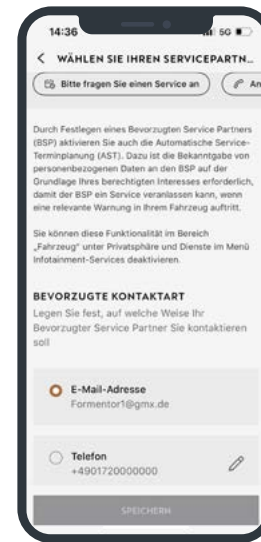 14:36
5G
WÄHLEN SIE IHREN SERVICEPARTN...
Bitte fragen Sie einen Service an
An
Durch Festlegen eines Bevorzugten Service Partners
(BSP) aktivieren Sie auch die Automatische Service-
Terminplanung (AST). Dazu ist die Bekanntgabe von
personenbezogenen Daten an den BSP auf der
Grundlage Ihres berechtigten Interesses erforderlich,
damit der BSP ein Service veranlassen kann, wenn
eine relevante Warnung in Ihrem Fahrzeug auftritt.
Sie können diese Funktionalität im Bereich
„Fahrzeug“ unter Privatsphäre und Dienste im Menü
Infotainment-Services deaktivieren.
BEVORZUGTE KONTAKTART
Legen Sie fest, auf welche Weise Ihr
Bevorzugter Service Partner Sie kontaktieren
soll
E-Mail-Adresse
Formentor1@gmx.de
Telefon
+4901720000000
SPEICHERN